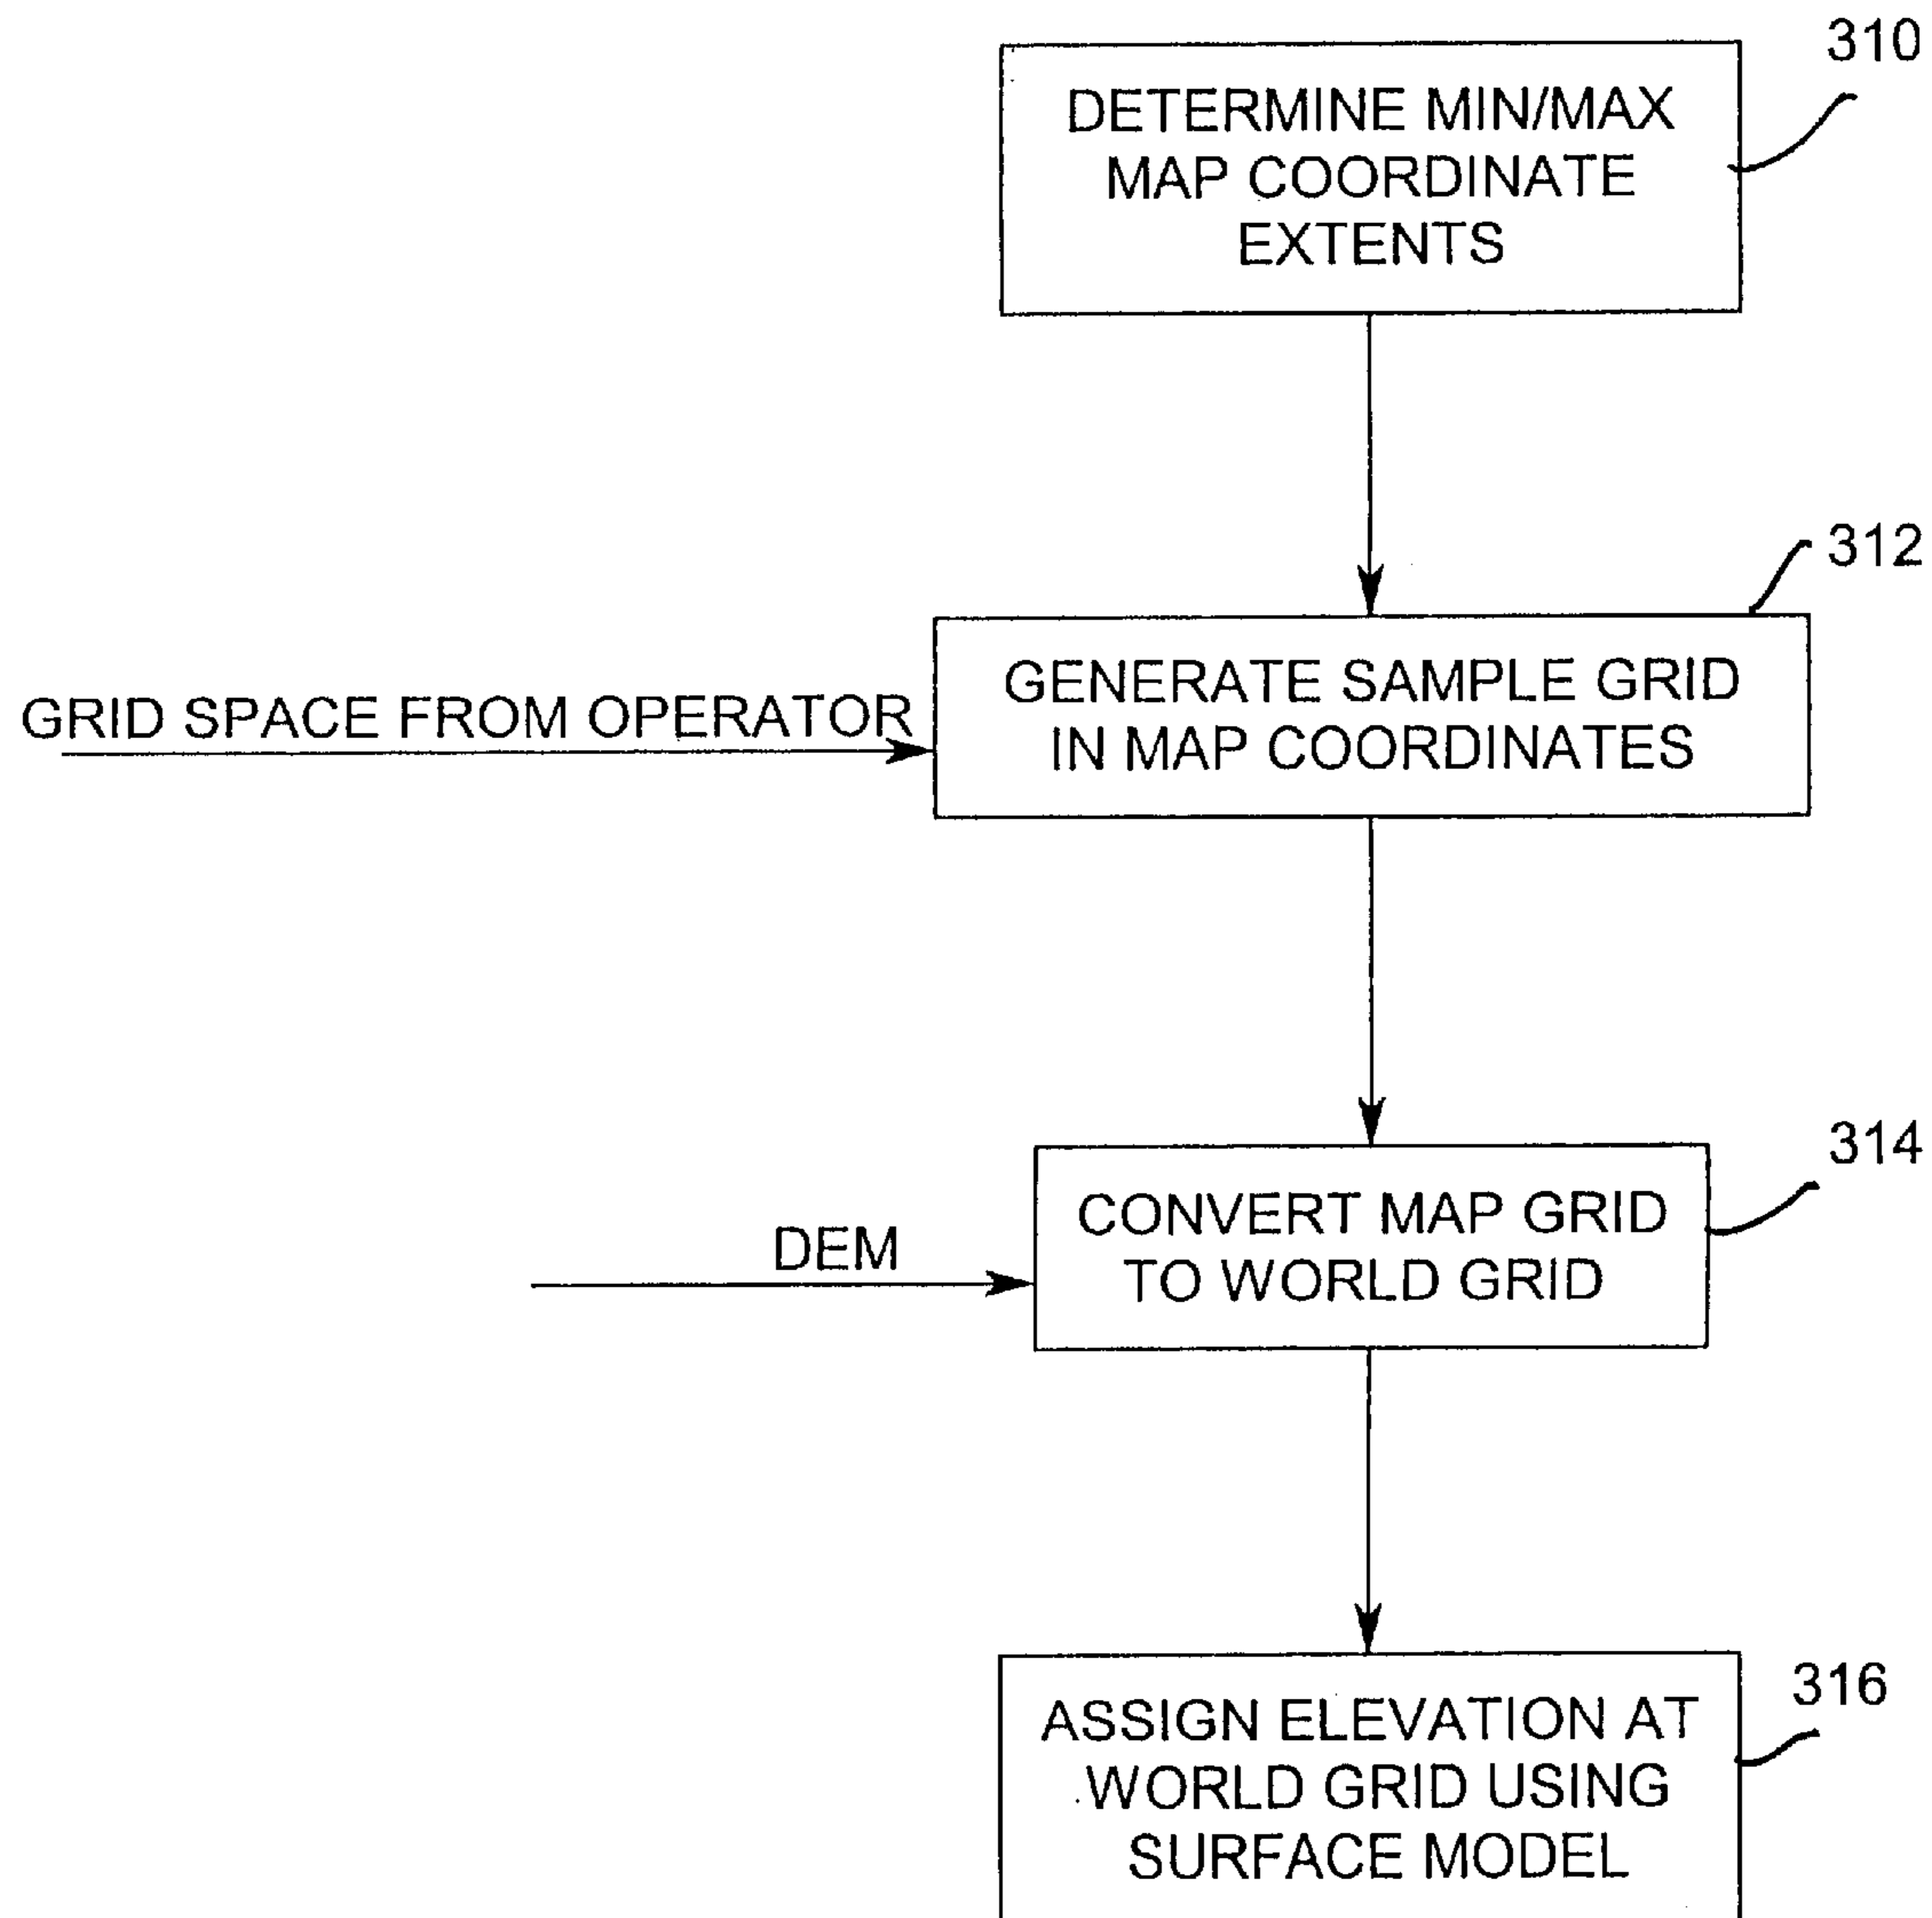 310
DETERMINE MIN/MAX
MAP COORDINATE
EXTENTS
312
GENERATE SAMPLE GRID
IN MAP COORDINATES
GRID SPACE FROM OPERATOR
314
CONVERT MAP GRID
TO WORLD GRID
DEM
316
ASSIGN ELEVATION AT
WORLD GRID USING
SURFACE MODEL